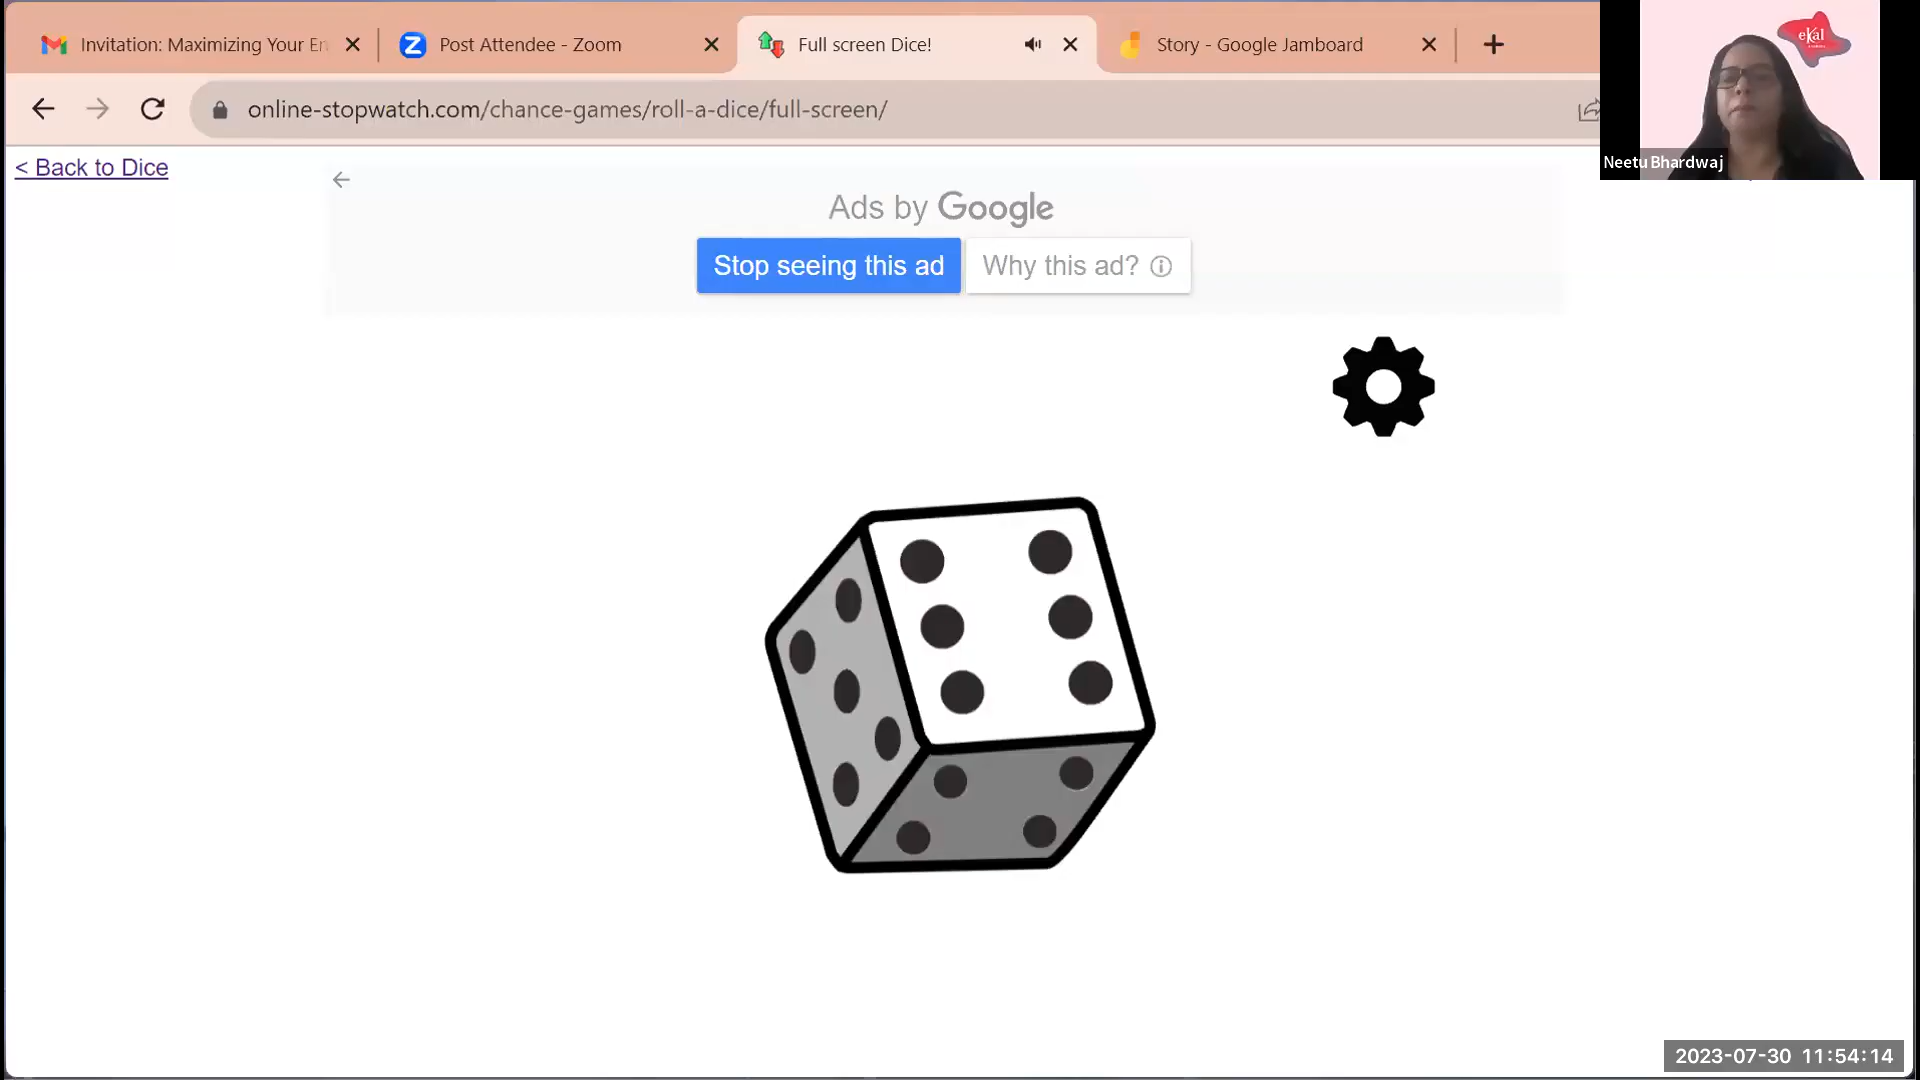 Invitation: Maximizing Your En
Post Attendee - Zoom
Full screen Dice!
Story - Google Jamboard
online-stopwatch.com/chance-games/roll-a-dice/full-screen/
< Back to Dice
Ads by Google
Stop seeing this ad
Why this ad?
ekal
Neetu Bhardwaj
2023-07-30 11:54:14